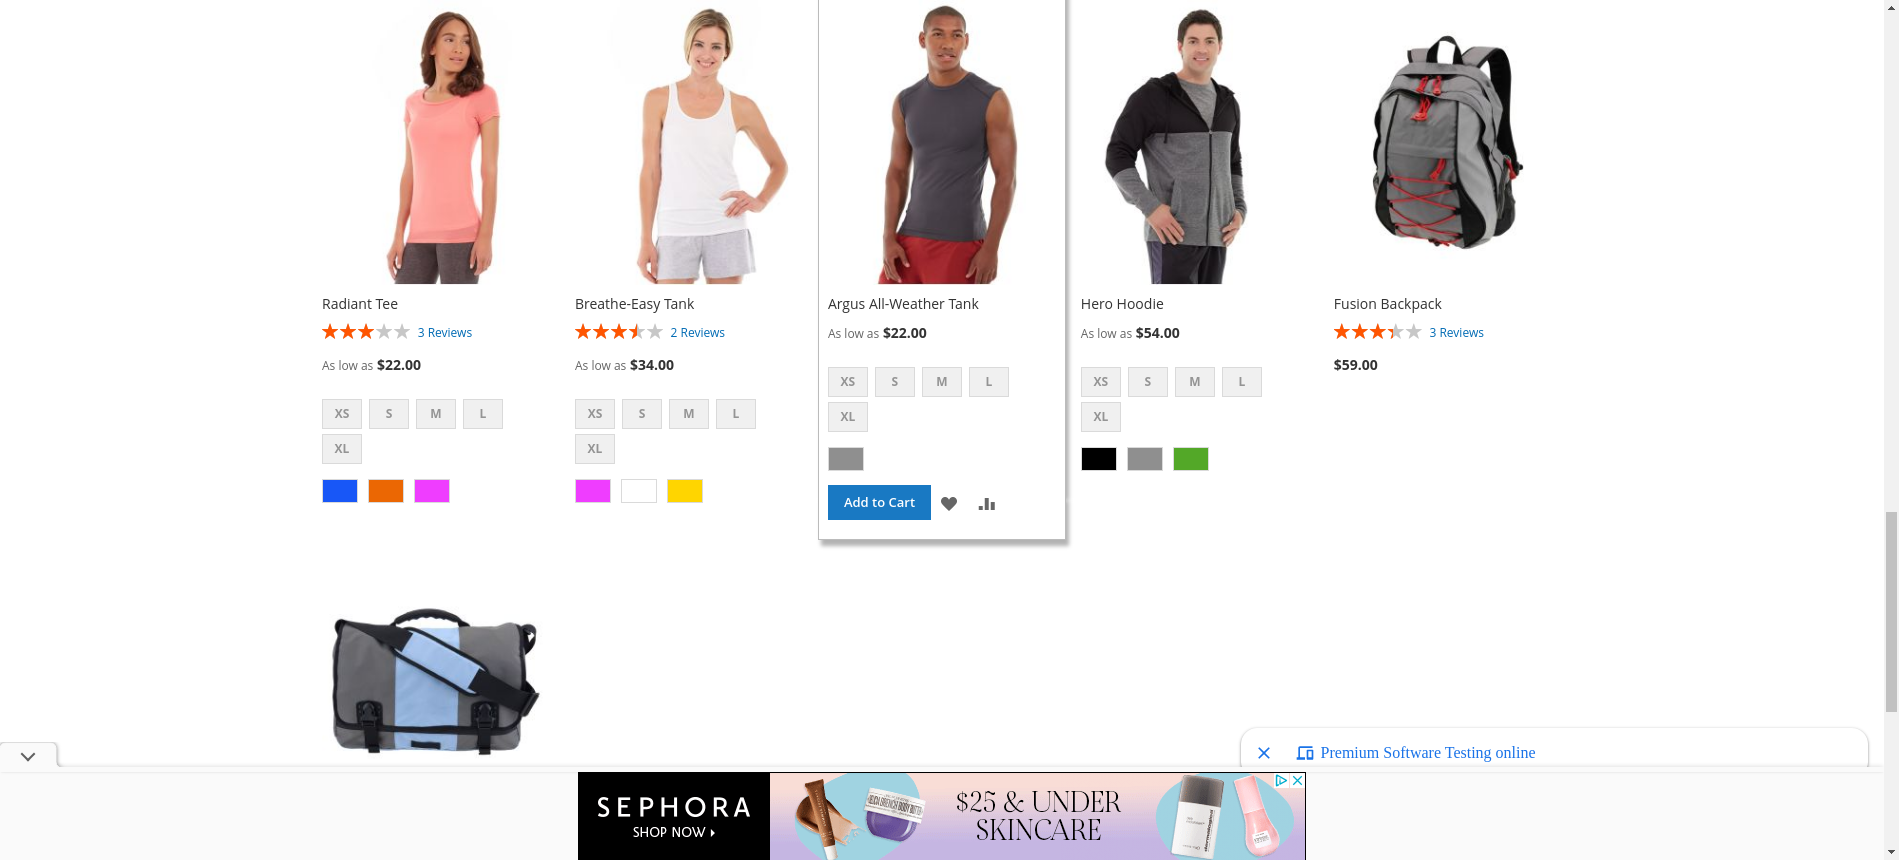 Radiant Tee
3 Reviews
As low as $22.00
XS S M L
XL
Breathe-Easy Tank
2 Reviews
As low as $34.00
XS S M L
XL
Argus All-Weather Tank
As low as $22.00
XS S M L
XL
Add to Cart
Hero Hoodie
As low as $54.00
XS S M L
XL
Fusion Backpack
3 Reviews
$59.00
Premium Software Testing online
SEPHORA
SHOP NOW
$25 & UNDER
SKINCARE